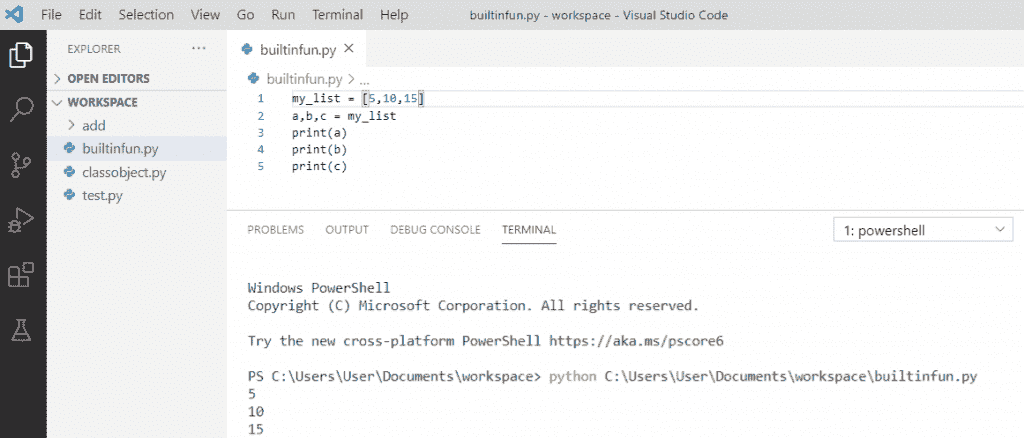 File Edit Selection View Go Run Terminal Help builtinfun.py - workspace - Visual Studio Code
EXPLORER ...
OPEN EDITORS
WORKSPACE
add
builtinfun.py
classobject.py
test.py
builtinfun.py
builtinfun.py > ...
1 my_list = [5,10,15]
2 a,b,c = my_list
3 print(a)
4 print(b)
5 print(c)
PROBLEMS OUTPUT DEBUG CONSOLE TERMINAL 1: powershell
Windows PowerShell
Copyright (C) Microsoft Corporation. All rights reserved.
Try the new cross-platform PowerShell https://aka.ms/pscore6
PS C:\Users\User\Documents\workspace> python C:\Users\User\Documents\workspace\builtinfun.py
5
10
15